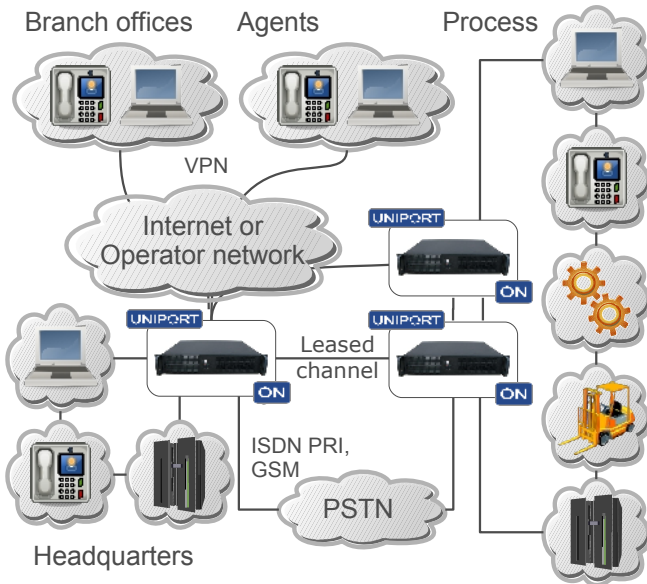 Branch offices
Agents
Process
VPN
Internet or
Operator network
UNIPORT
ON
UNIPORT
ON
UNIPORT
ON
Leased
channel
ISDN PRI,
GSM
PSTN
Headquarters